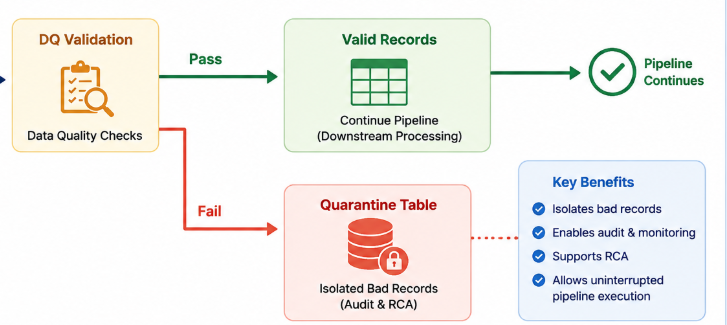 DQ Validation
Data Quality Checks
Pass
Valid Records
Continue Pipeline
(Downstream Processing)
Pipeline
Continues
Fail
Quarantine Table
Isolated Bad Records
(Audit & RCA)
Key Benefits
Isolates bad records
Enables audit & monitoring
Supports RCA
Allows uninterrupted
pipeline execution